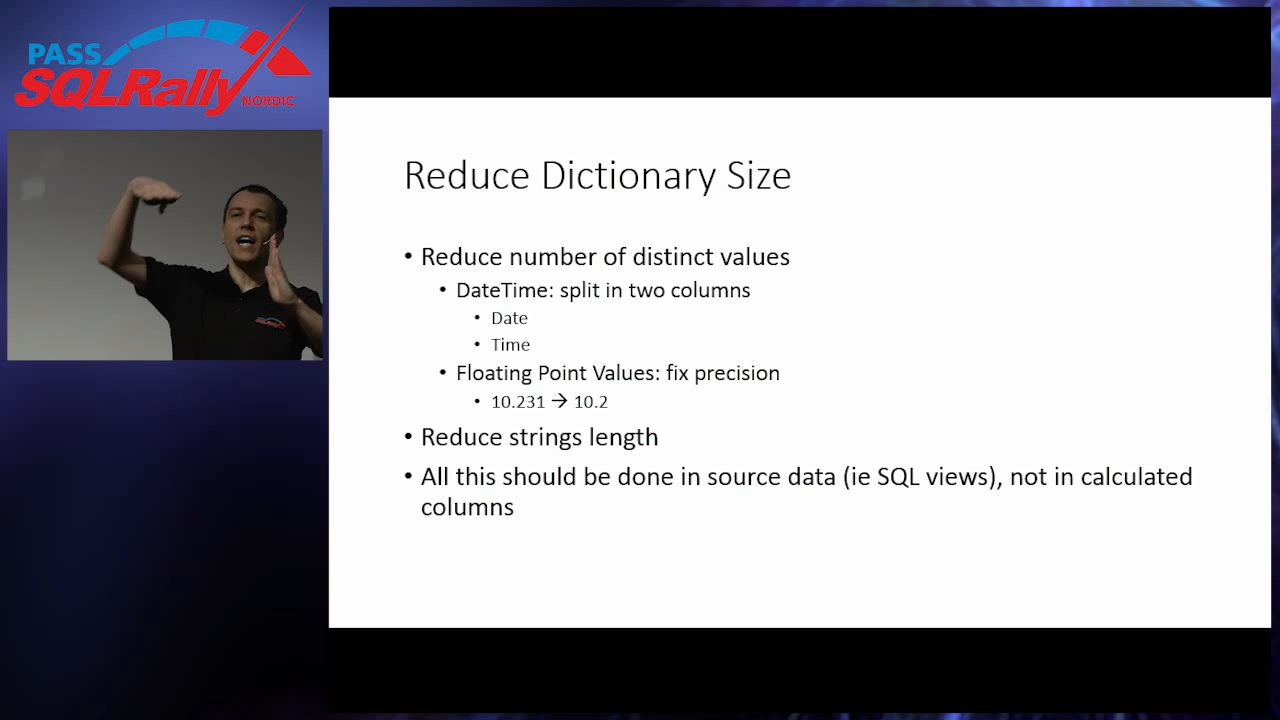 PASS
SQLRally
NORDIC
Reduce Dictionary Size
• Reduce number of distinct values
• DateTime: split in two columns
• Date
• Time
• Floating Point Values: fix precision
• 10.231 → 10.2
• Reduce strings length
• All this should be done in source data (ie SQL views), not in calculated
columns